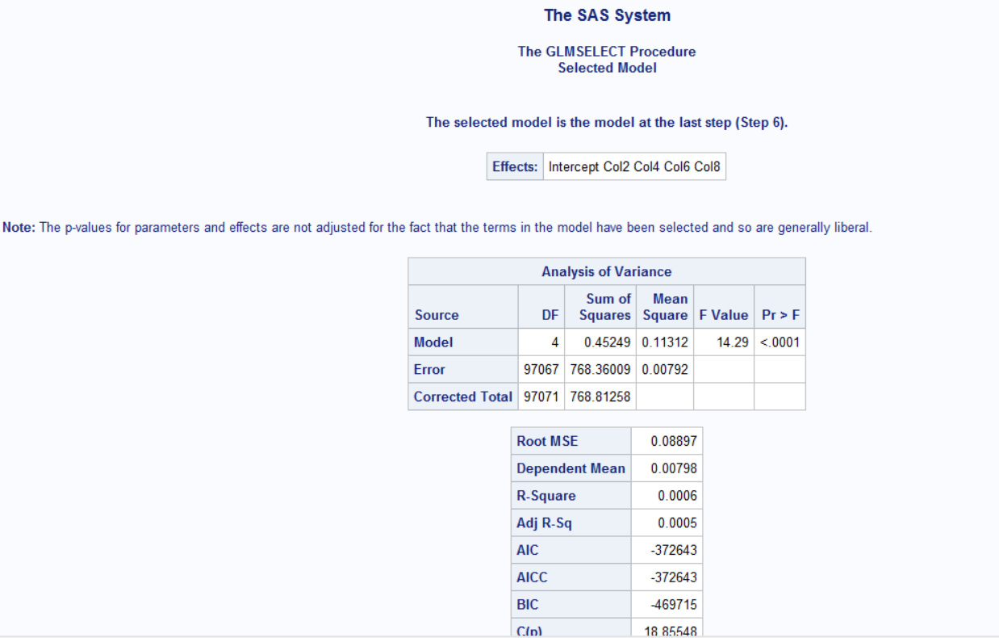 The SAS System
The GLMSELECT Procedure
Selected Model
The selected model is the model at the last step (Step 6).
Effects: Intercept Col2 Col4 Col6 Col8
Note: The p-values for parameters and effects are not adjusted for the fact that the terms in the model have been selected and so are generally liberal.
Analysis of Variance
Source DF Sum of Squares Mean Square F Value Pr > F
Model 4 0.45249 0.11312 14.29 <.0001
Error 97067 768.36009 0.00792
Corrected Total 97071 768.81258
Root MSE 0.08897
Dependent Mean 0.00798
R-Square 0.0006
Adj R-Sq 0.0005
AIC -372643
AICC -372643
BIC -469715
C(p) 18.85548